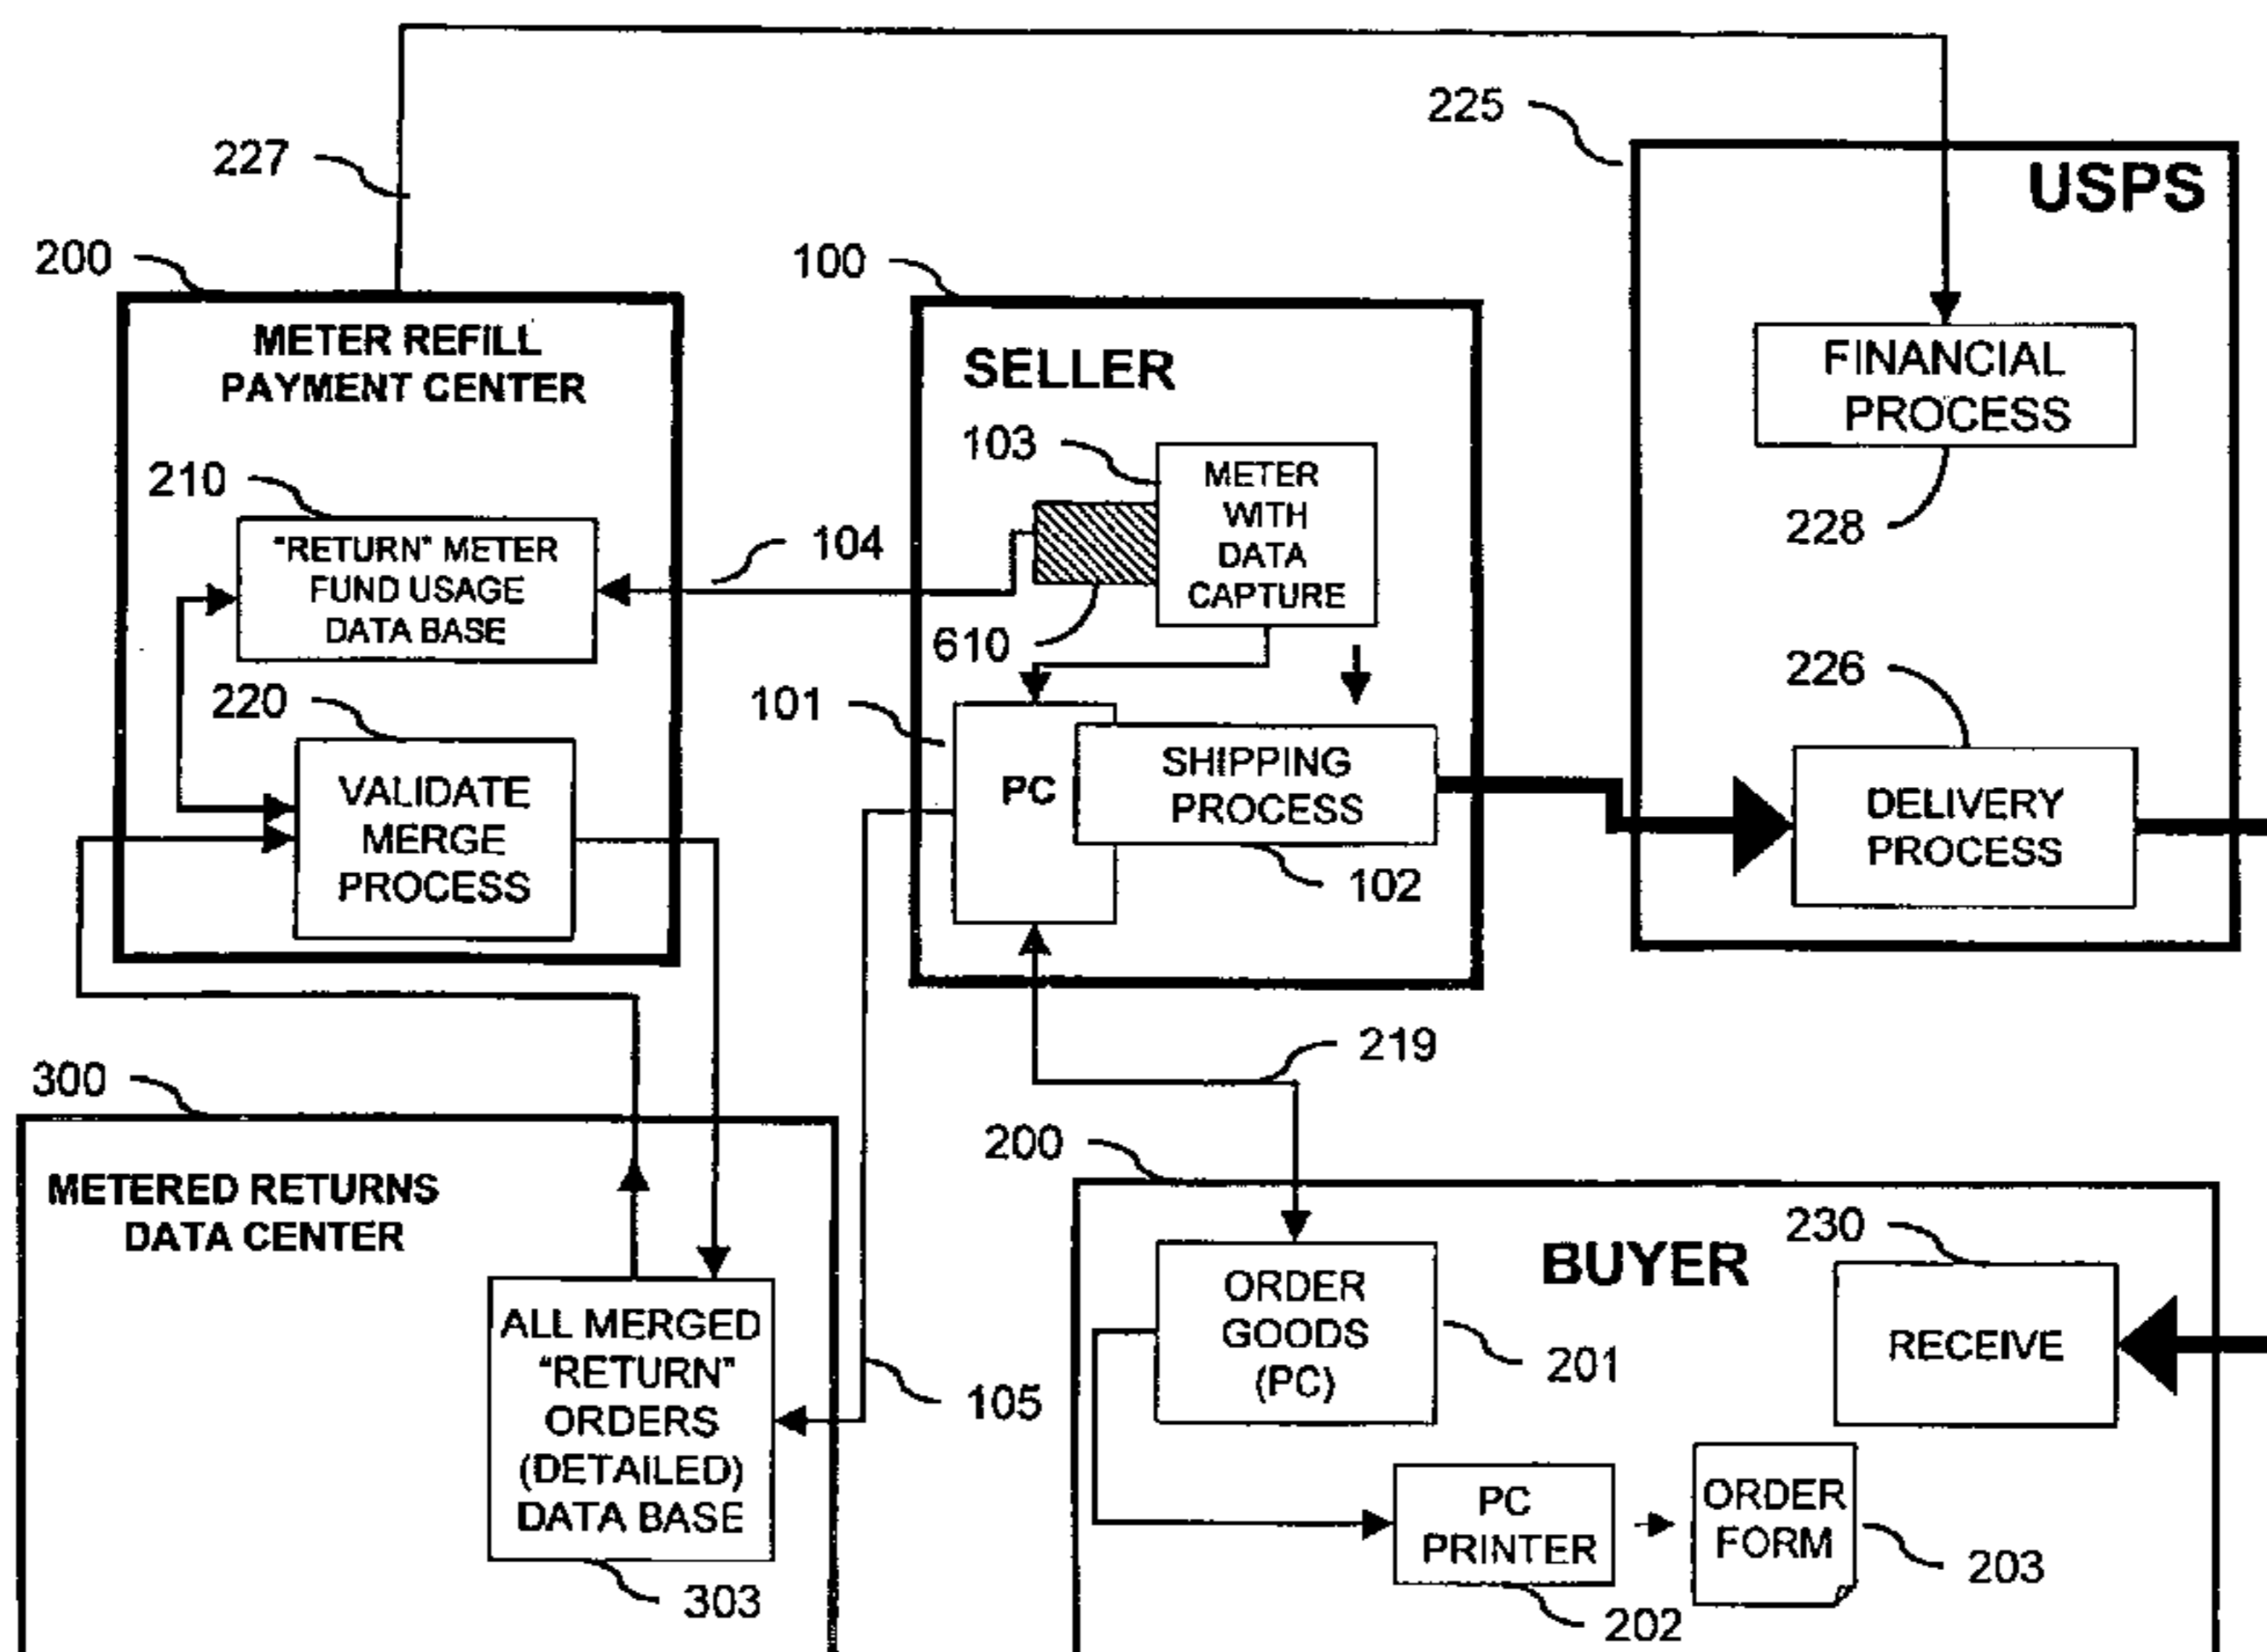 225
USPS
227
200
METER REFILL
PAYMENT CENTER
100
SELLER
FINANCIAL
PROCESS
228
103
METER
WITH
DATA
CAPTURE
210
"RETURN" METER
FUND USAGE
DATA BASE
104
610
220
VALIDATE
MERGE
PROCESS
101
PC
SHIPPING
PROCESS
102
226
DELIVERY
PROCESS
219
300
METERED RETURNS
DATA CENTER
ALL MERGED
"RETURN"
ORDERS
(DETAILED)
DATA BASE
303
105
200
BUYER
ORDER
GOODS
(PC)
201
230
RECEIVE
PC
PRINTER
202
ORDER
FORM
203